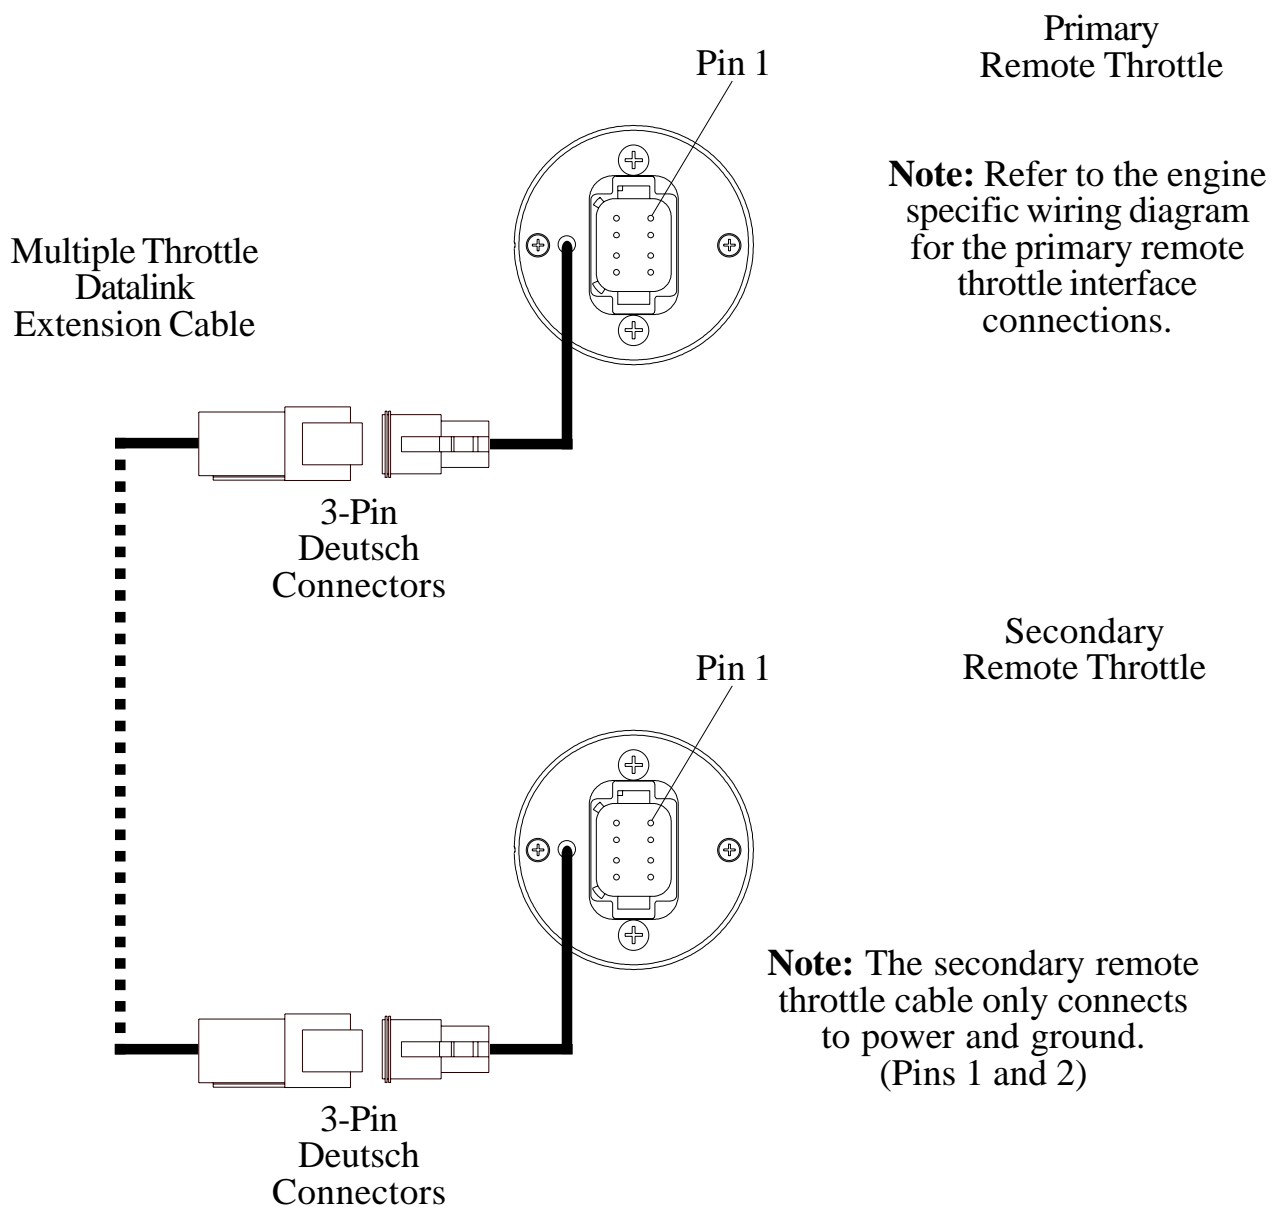 Primary
Remote Throttle
Pin 1
Note: Refer to the engine
specific wiring diagram
for the primary remote
throttle interface
connections.
Multiple Throttle
Datalink
Extension Cable
3-Pin
Deutsch
Connectors
Secondary
Remote Throttle
Pin 1
Note: The secondary remote
throttle cable only connects
to power and ground.
(Pins 1 and 2)
3-Pin
Deutsch
Connectors